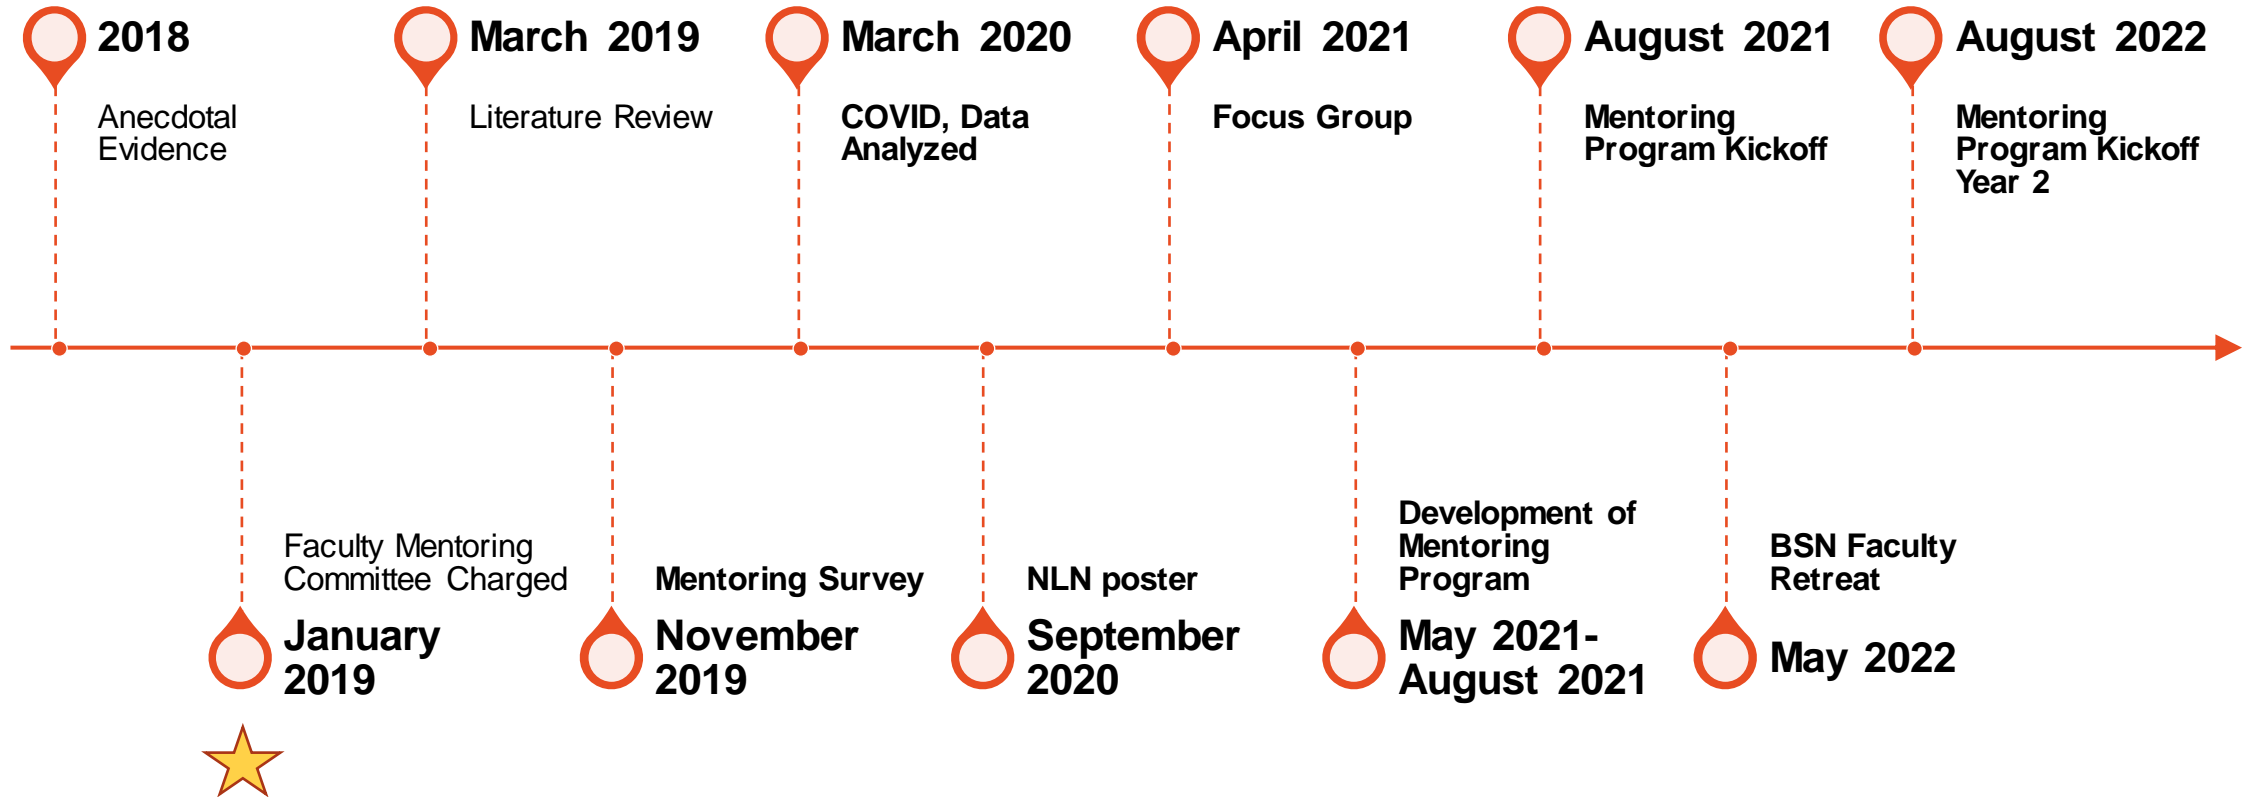 2018
Anecdotal
Evidence
March 2019
Literature Review
March 2020
COVID, Data
Analyzed
April 2021
Focus Group
August 2021
Mentoring
Program Kickoff
August 2022
Mentoring
Program Kickoff
Year 2
Faculty Mentoring
Committee Charged
January
2019
Mentoring Survey
November
2019
NLN poster
September
2020
Development of
Mentoring
Program
May 2021-
August 2021
BSN Faculty
Retreat
May 2022